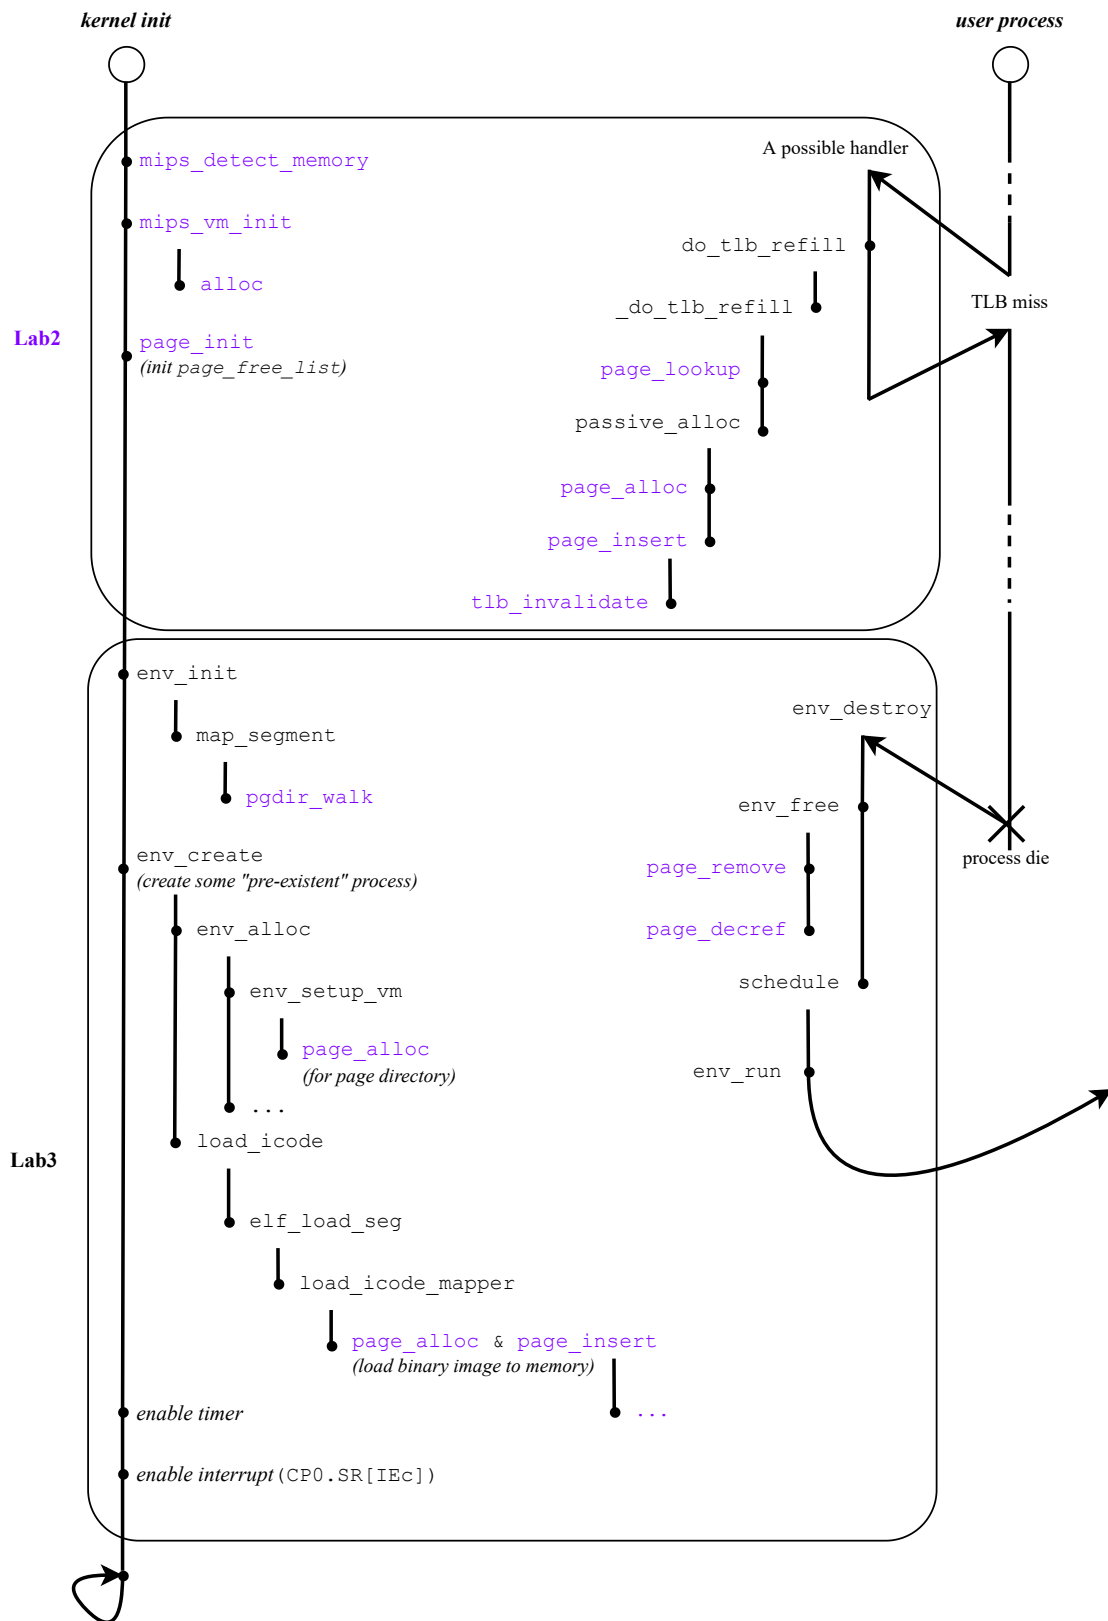 kernel init
user process
mips_detect_memory
A possible handler
mips_vm_init
do_tlb_refill
alloc
TLB miss
_do_tlb_refill
Lab2
page_init
(init page_free_list)
page_lookup
passive_alloc
page_alloc
page_insert
tlb_invalidate
env_init
env_destroy
map_segment
pgdir_walk
env_free
env_create
(create some "pre-existent" process)
process die
page_remove
env_alloc
page_decref
env_setup_vm
schedule
page_alloc
(for page directory)
env_run
...
load_icode
Lab3
elf_load_seg
load_icode_mapper
page_alloc & page_insert
(load binary image to memory)
enable timer
...
enable interrupt(CP0.SR[IEc])